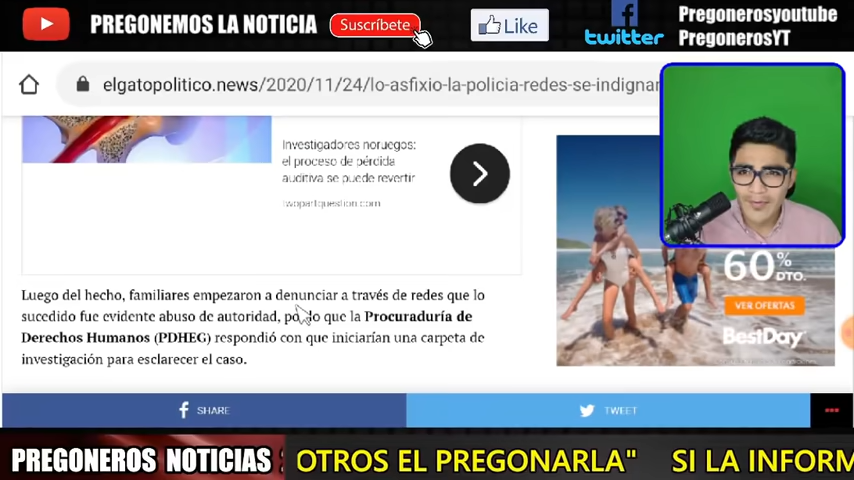 PREGONEMOS LA NOTICIA
Suscríbete
Like
twitter
Pregonerosyoutube
PregonerosYT
elgatopolitico.news/2020/11/24/lo-asfixio-la-policia-redes-se-indignan
Investigadores noruegos:
el proceso de pérdida
auditiva se puede revertir
twopartquestion.com
60%
DTO.
VER OFERTAS
BestDay
Luego del hecho, familiares empezaron a denunciar a través de redes que lo
sucedido fue evidente abuso de autoridad, por lo que la Procuraduría de
Derechos Humanos (PDHEG) respondió con que iniciarían una carpeta de
investigación para esclarecer el caso.
SHARE
TWEET
PREGONEROS NOTICIAS
OTROS EL PREGONARLA" SI LA INFORM